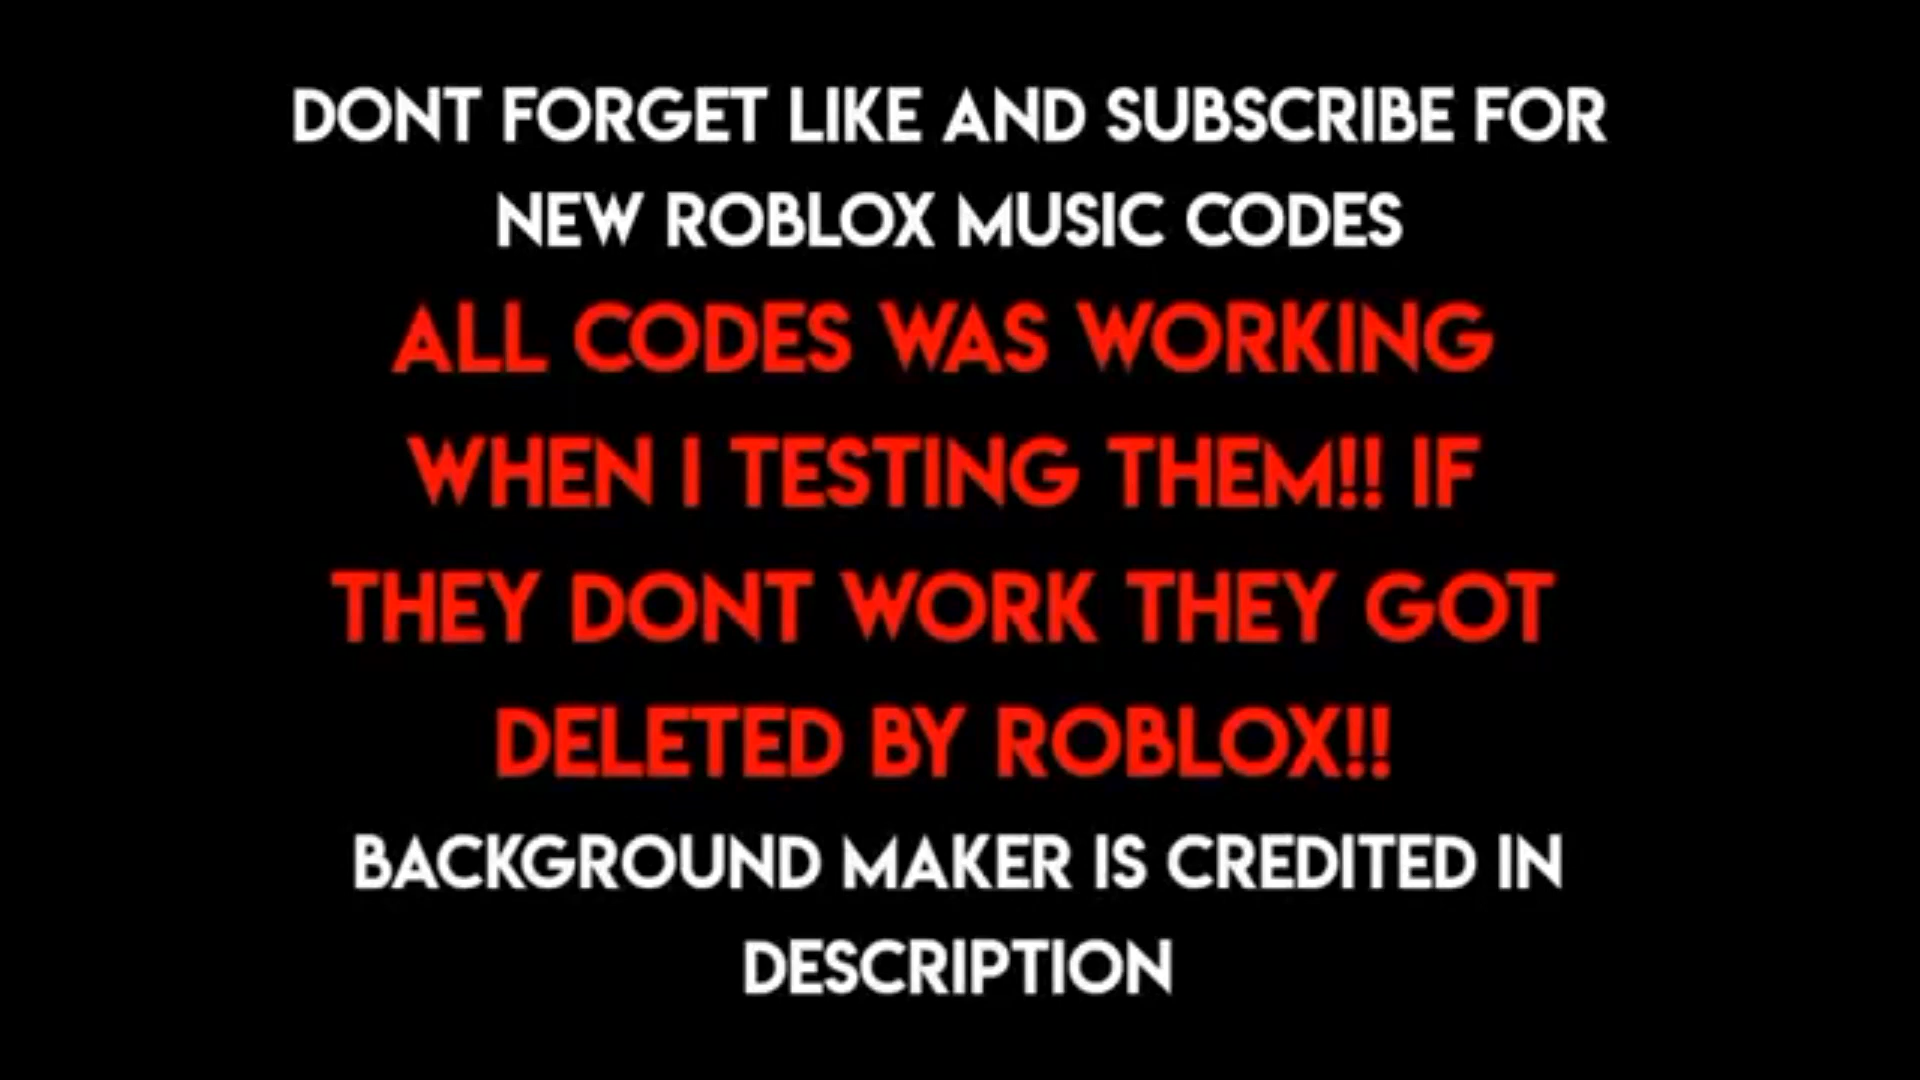 DONT FORGET LIKE AND SUBSCRIBE FOR
NEW ROBLOX MUSIC CODES
ALL CODES WAS WORKING
WHEN I TESTING THEM!! IF
THEY DONT WORK THEY GOT
DELETED BY ROBLOX!!
BACKGROUND MAKER IS CREDITED IN
DESCRIPTION